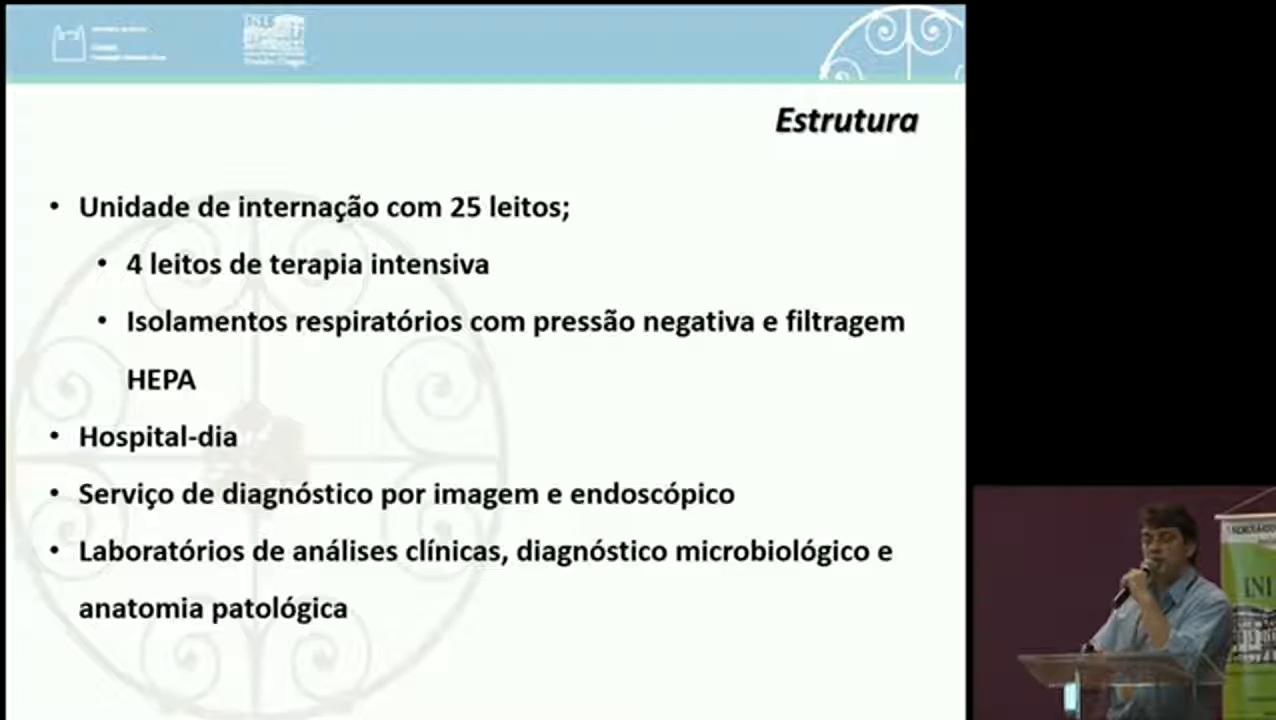 INI
Estrutura
• Unidade de internação com 25 leitos;
• 4 leitos de terapia intensiva
• Isolamentos respiratórios com pressão negativa e filtragem
HEPA
• Hospital-dia
• Serviço de diagnóstico por imagem e endoscópico
• Laboratórios de análises clínicas, diagnóstico microbiológico e
anatomia patológica
INI